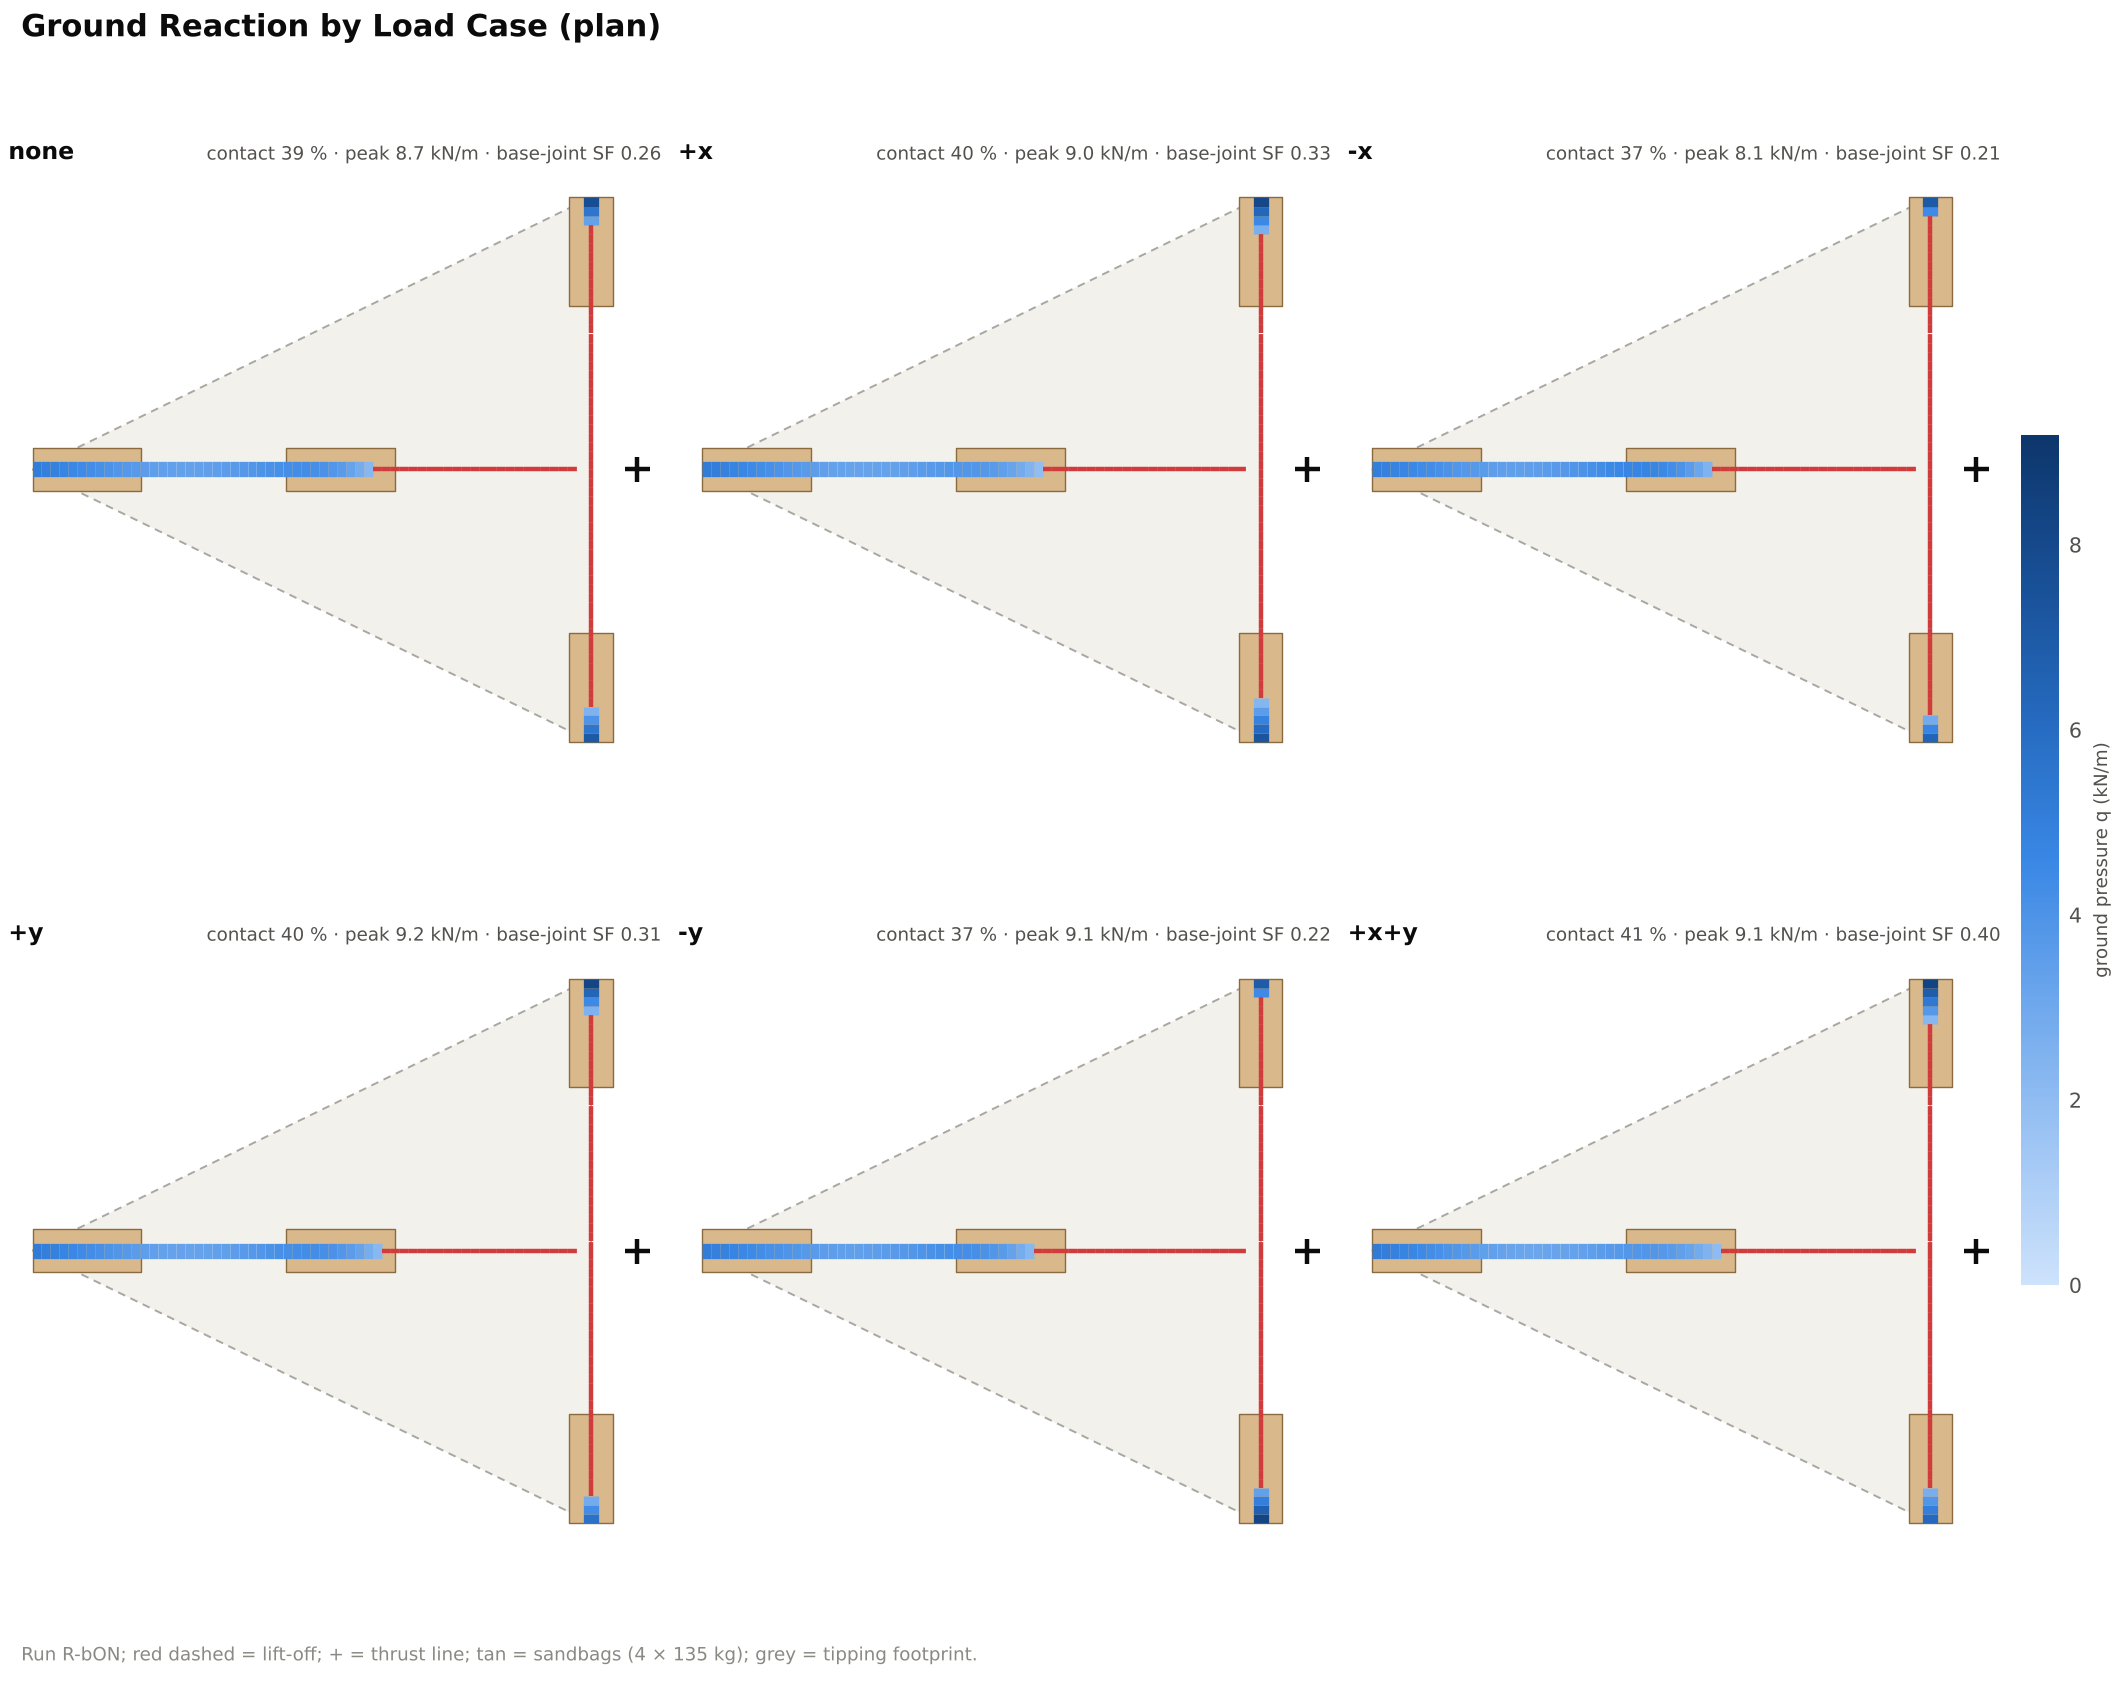 Ground Reaction by Load Case (plan)
none
contact 39 % · peak 8.7 kN/m · base-joint SF 0.26
+x
contact 40 % · peak 9.0 kN/m · base-joint SF 0.33
-x
contact 37 % · peak 8.1 kN/m · base-joint SF 0.21
+y
contact 40 % · peak 9.2 kN/m · base-joint SF 0.31
-y
contact 37 % · peak 9.1 kN/m · base-joint SF 0.22
+x+y
contact 41 % · peak 9.1 kN/m · base-joint SF 0.40
8
6
4
2
0
ground pressure q (kN/m)
Run R-bON; red dashed = lift-off; + = thrust line; tan = sandbags (4 × 135 kg); grey = tipping footprint.